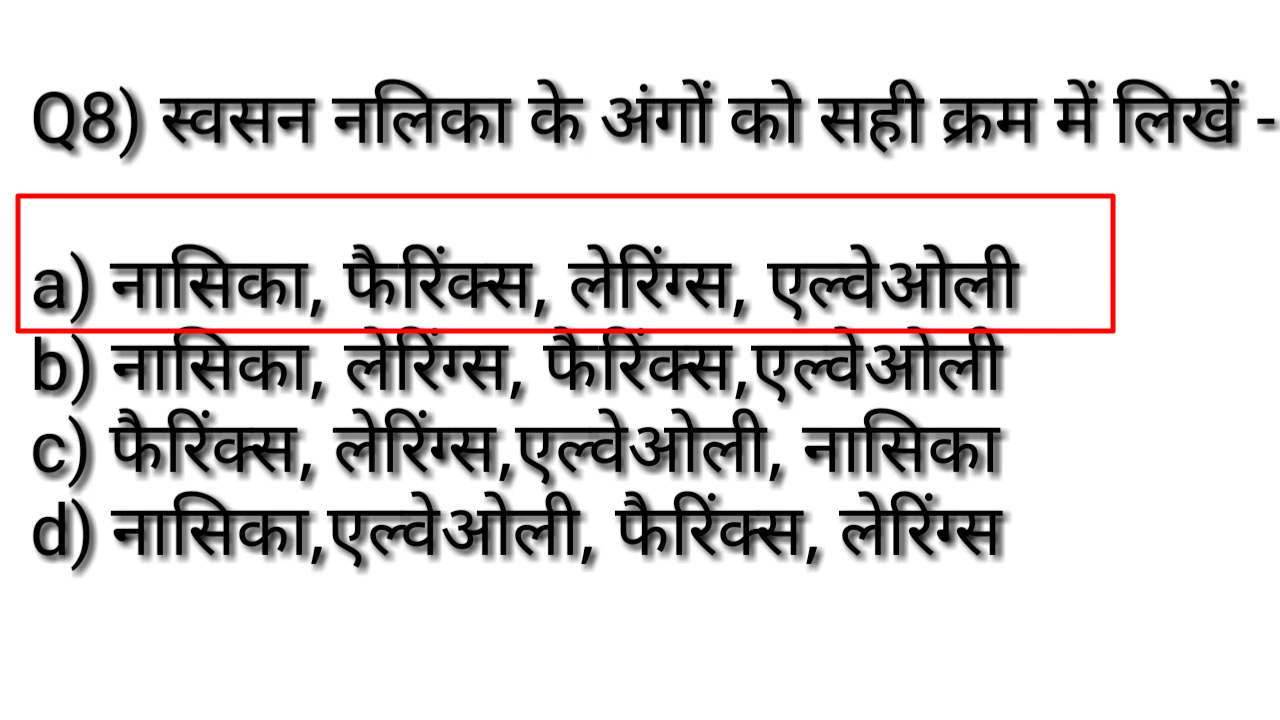 Q8) स्वसन नलिका के अंगों को सही क्रम में लिखें -
a) नासिका, फैरिंक्स, लेरिंग्स, एल्वेओली
b) नासिका, लेरिंग्स, फैरिंक्स,एल्वेओली
c) फैरिंक्स, लेरिंग्स,एल्वेओली, नासिका
d) नासिका,एल्वेओली, फैरिंक्स, लेरिंग्स